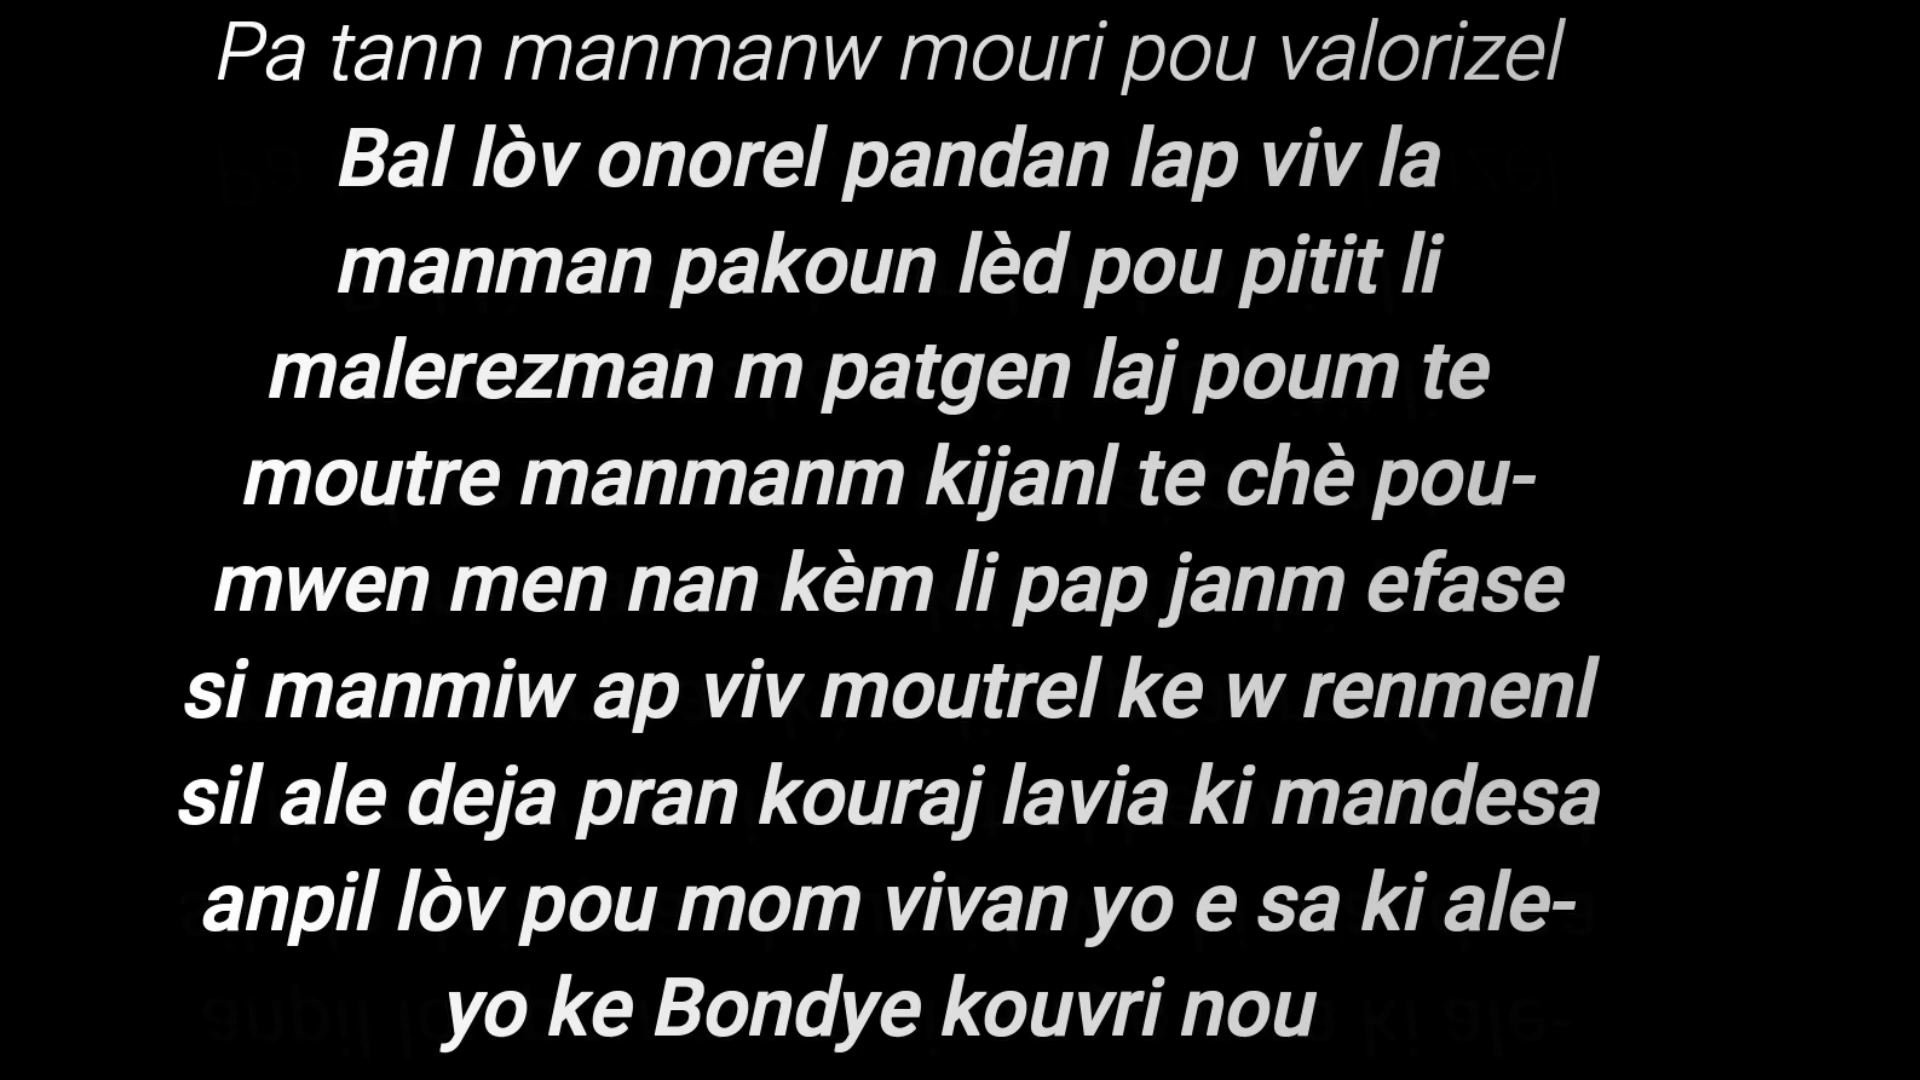 Pa tann manmanw mouri pou valorizel
Bal lòv onorel pandan lap viv la
manman pakoun lèd pou pitit li
malerezman m patgen laj poum te
moutre manmanm kijanl te chè pou-
mwen men nan kèm li pap janm efase
si manmiw ap viv moutrel ke w renmenl
sil ale deja pran kouraj lavia ki mandesa
anpil lòv pou mom vivan yo e sa ki ale-
yo ke Bondye kouvri nou